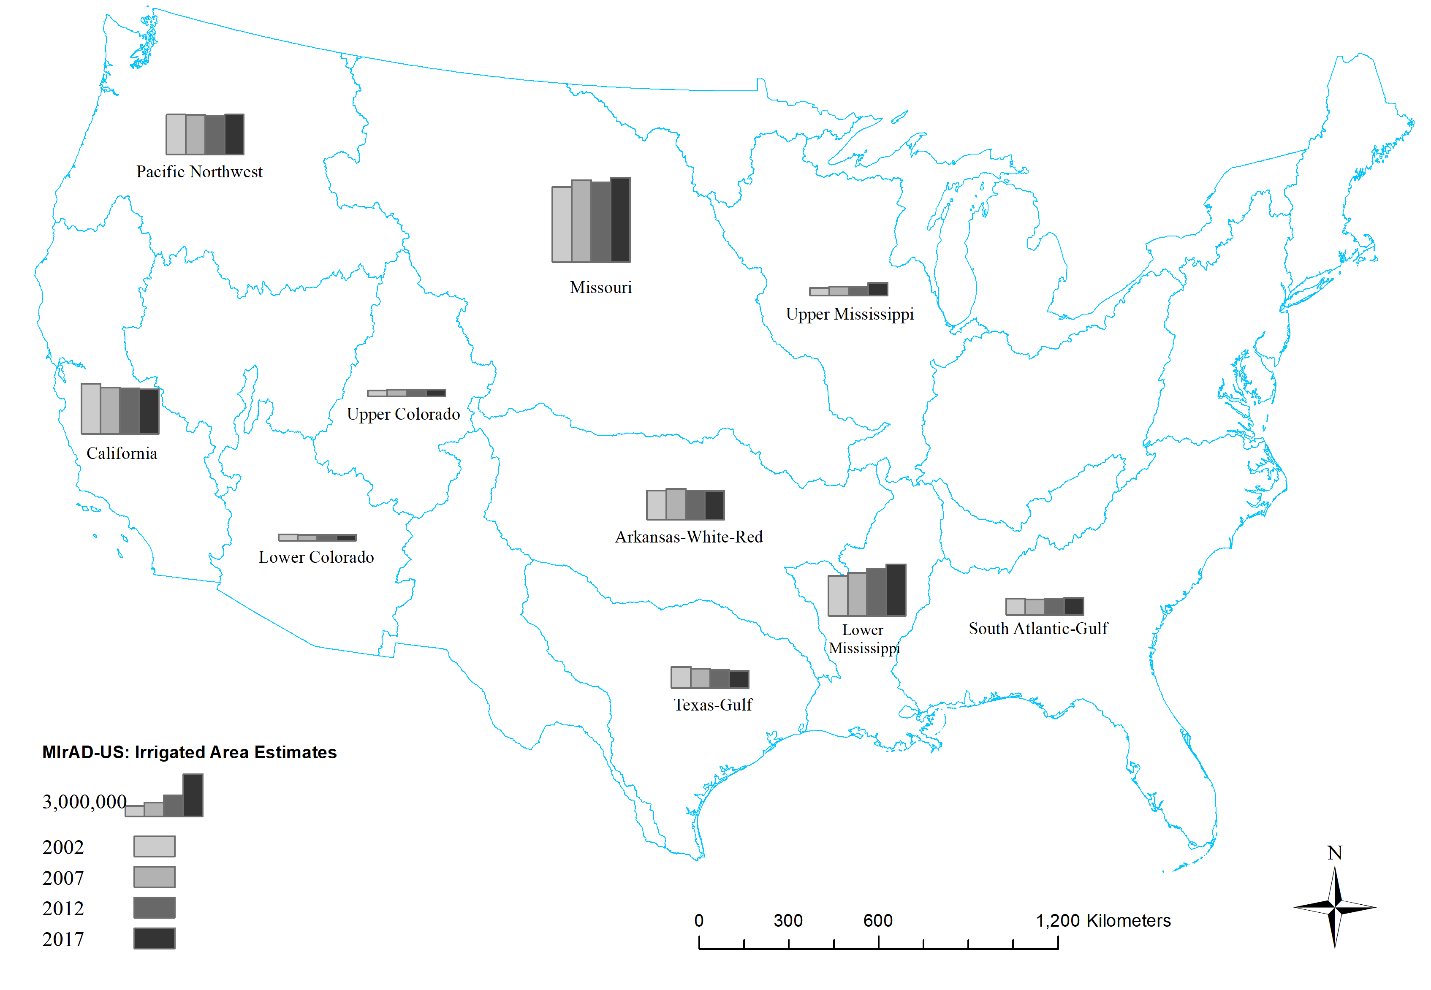 Pacific Northwest
Missouri
Upper Mississippi
Upper Colorado
California
Arkansas-White-Red
Lower Colorado
Lower
Mississippi
South Atlantic-Gulf
Texas-Gulf
MIrAD-US: Irrigated Area Estimates
3,000,000
2002
2007
2012
2017
N
0 300 600 1,200 Kilometers